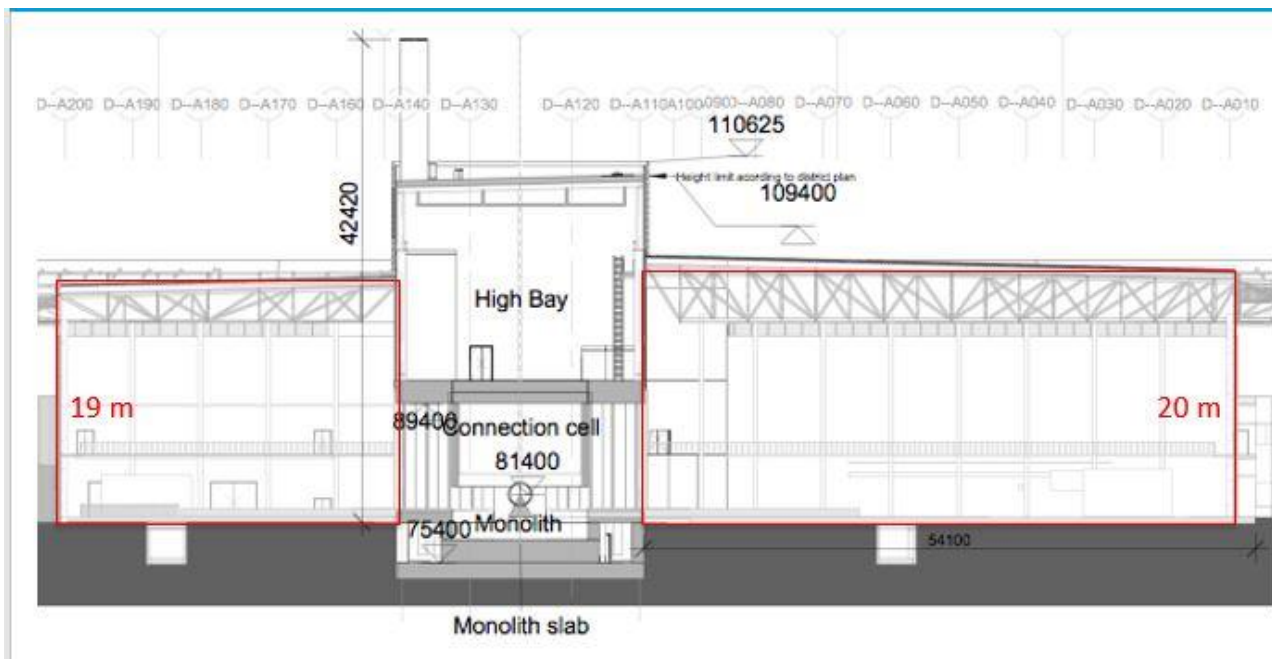 D--A200 D--A190 D--A180 D--A170 D--A160 D--A140 D--A130 D--A120 D--A110 A100 090 D--A080 D--A070 D--A060 D--A050 D--A040 D--A030 D--A020 D--A010
110625
Height limit acording to district plan
109400
42420
High Bay
19 m
89400
Connection cell
20 m
81400
75400
Monolith
54100
Monolith slab